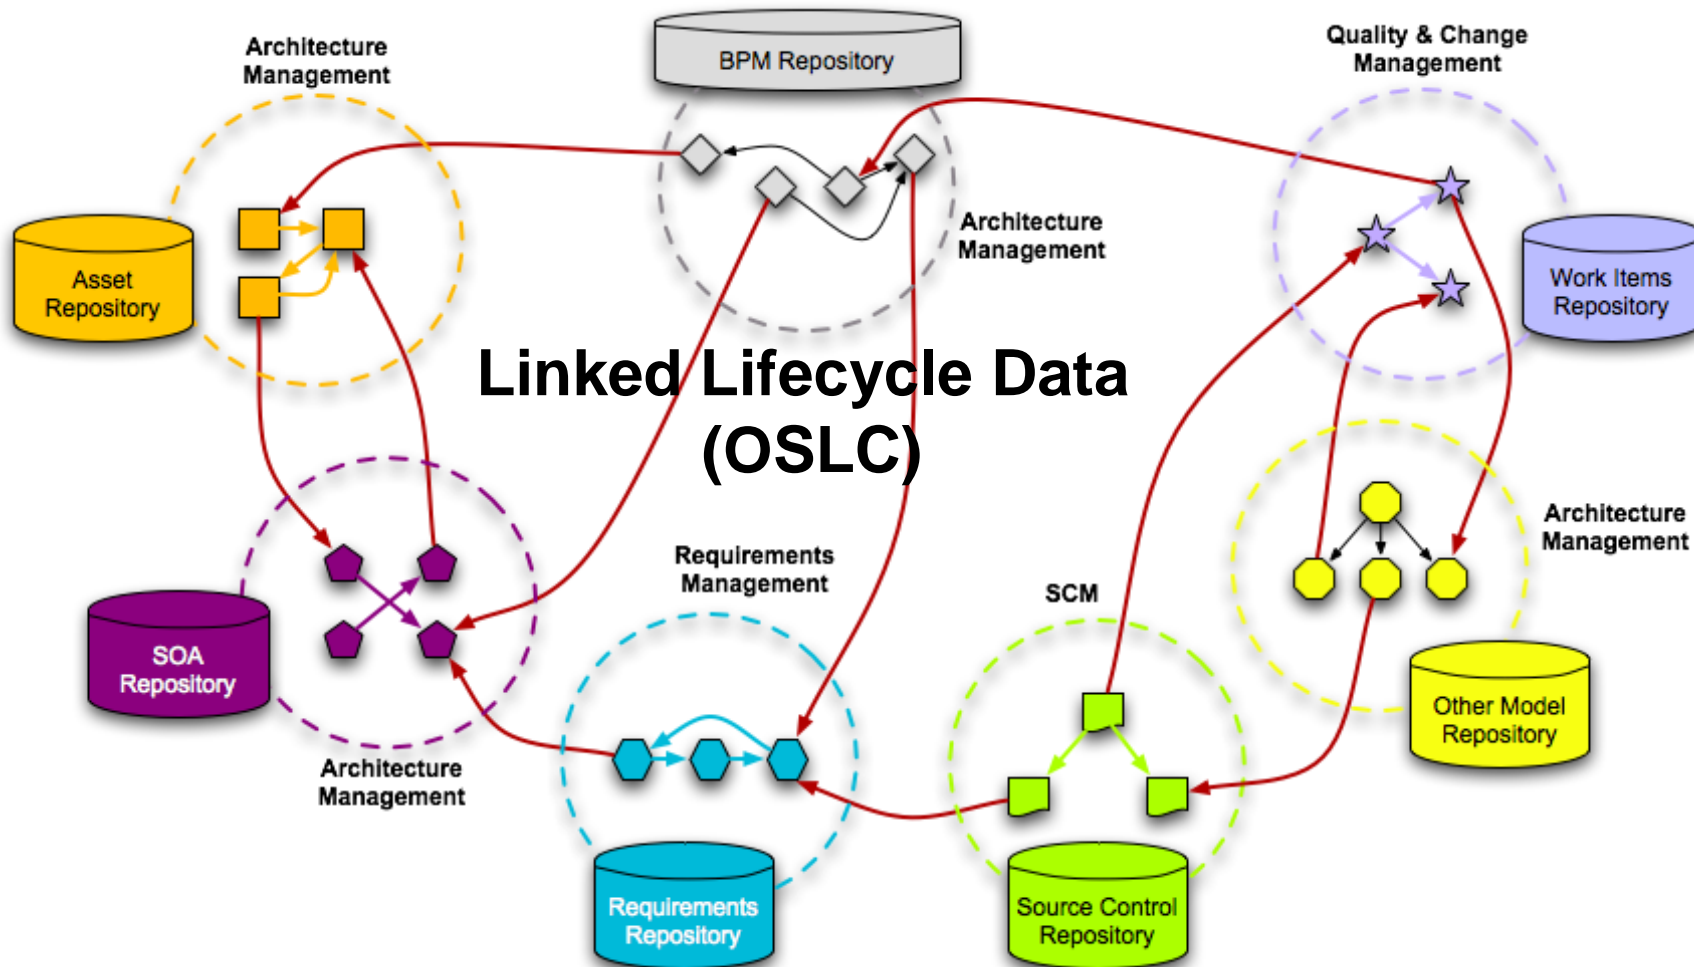 Architecture
Management
BPM Repository
Quality & Change
Management
Asset
Repository
Architecture
Management
Work Items
Repository
Linked Lifecycle Data
(OSLC)
Architecture
Management
Requirements
Management
SCM
SOA
Repository
Architecture
Management
Other Model
Repository
Requirements
Repository
Source Control
Repository